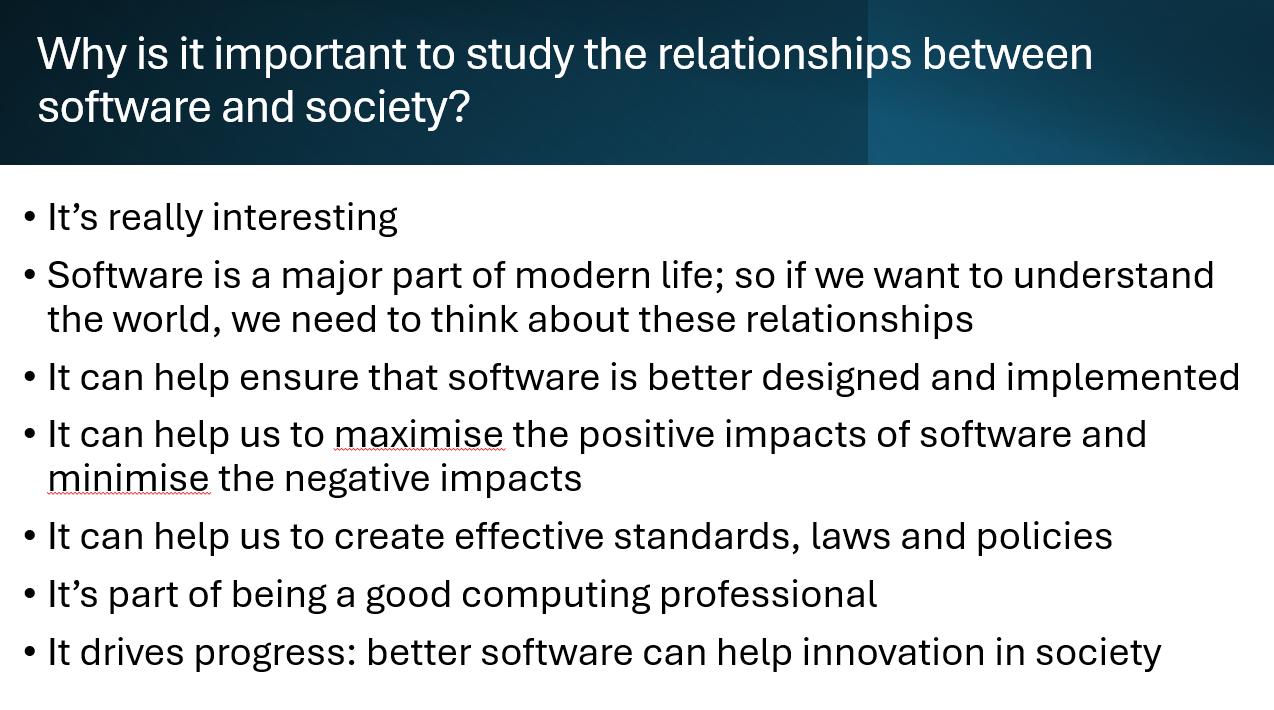 Why is it important to study the relationships between
software and society?
• It’s really interesting
• Software is a major part of modern life; so if we want to understand
the world, we need to think about these relationships
• It can help ensure that software is better designed and implemented
• It can help us to maximise the positive impacts of software and
minimise the negative impacts
• It can help us to create effective standards, laws and policies
• It’s part of being a good computing professional
• It drives progress: better software can help innovation in society